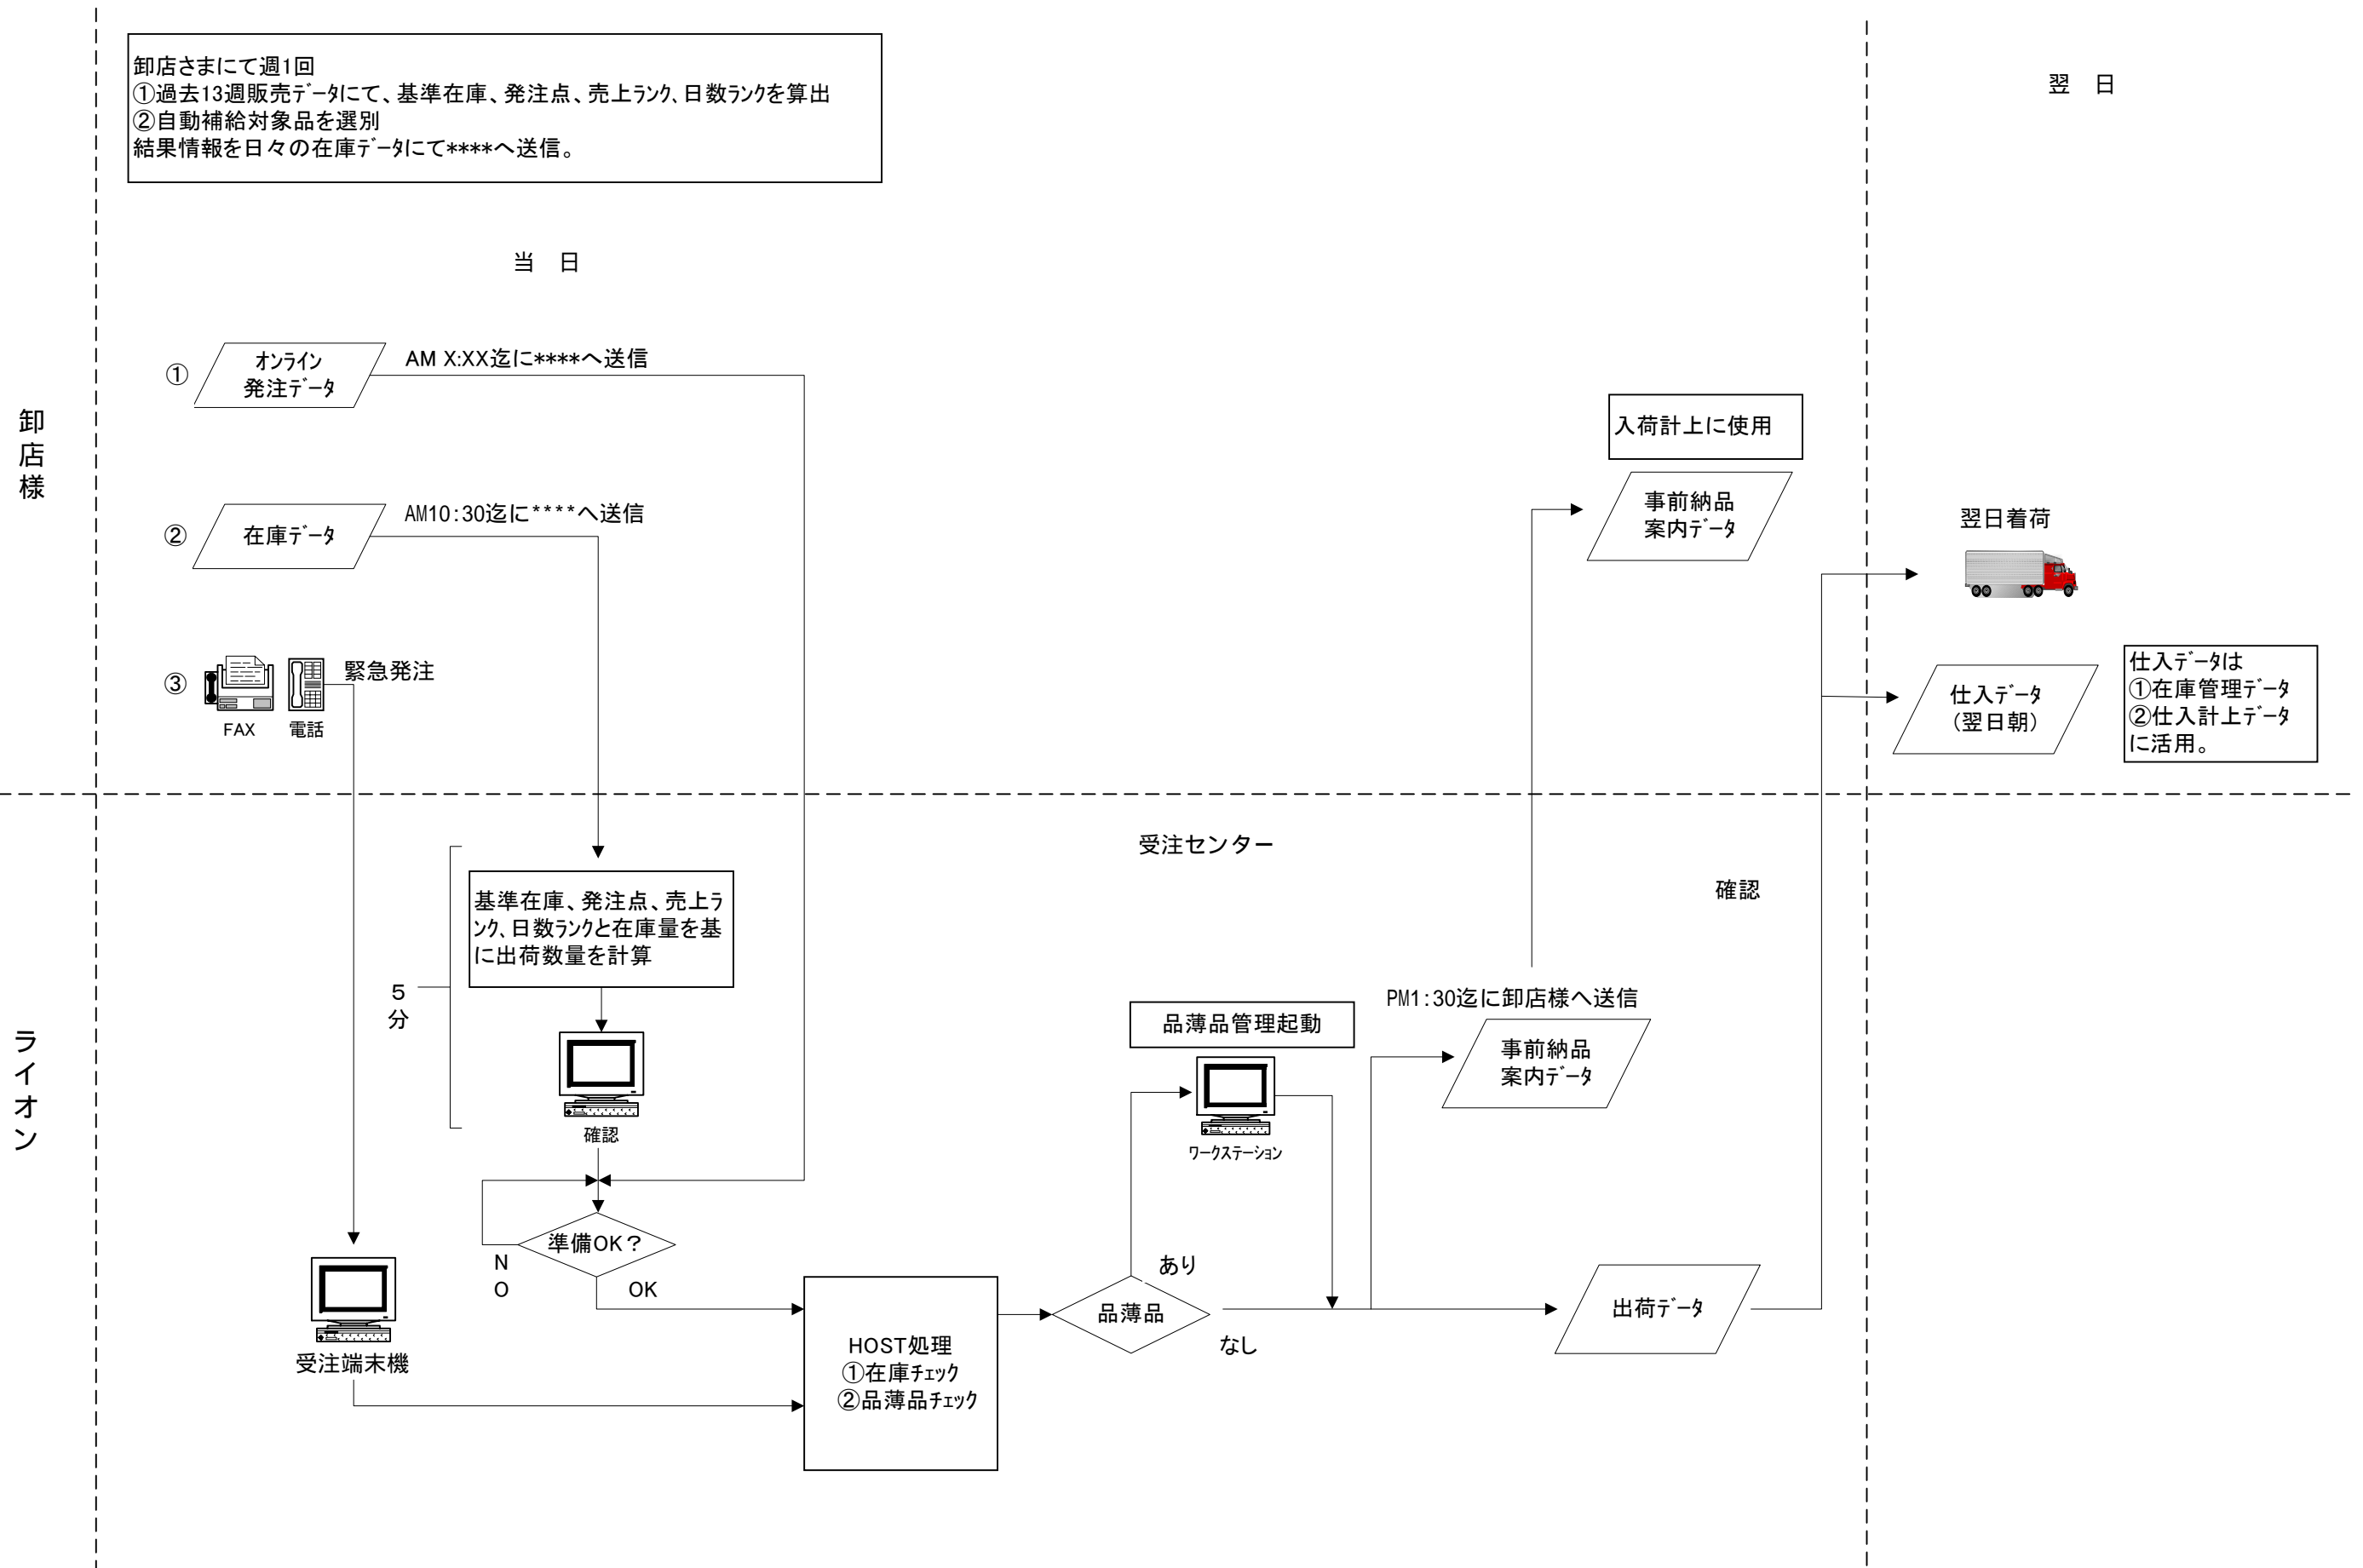 卸店さまにて週1回
①過去13週販売ﾃﾞｰﾀにて、基準在庫、発注点、売上ﾗﾝｸ、日数ﾗﾝｸを算出
②自動補給対象品を選別
結果情報を日々の在庫ﾃﾞｰﾀにて****へ送信。
翌　日
当　日
卸店様
①
ｵﾝﾗｲﾝ
発注ﾃﾞｰﾀ
AM X:XX迄に****へ送信
②
在庫ﾃﾞｰﾀ
AM10:30迄に****へ送信
③
FAX
電話
緊急発注
入荷計上に使用
事前納品
案内ﾃﾞｰﾀ
翌日着荷
仕入ﾃﾞｰﾀ
(翌日朝)
仕入ﾃﾞｰﾀは
①在庫管理ﾃﾞｰﾀ
②仕入計上ﾃﾞｰﾀ
に活用。
ライオン
受注センター
確認
基準在庫、発注点、売上ﾗ
ﾝｸ、日数ﾗﾝｸと在庫量を基
に出荷数量を計算
５
分
確認
準備OK？
N
O
OK
受注端末機
HOST処理
①在庫ﾁｪｯｸ
②品薄品ﾁｪｯｸ
品薄品管理起動
ﾜｰｸｽﾃｰｼｮﾝ
品薄品
あり
なし
PM1:30迄に卸店様へ送信
事前納品
案内ﾃﾞｰﾀ
出荷ﾃﾞｰﾀ